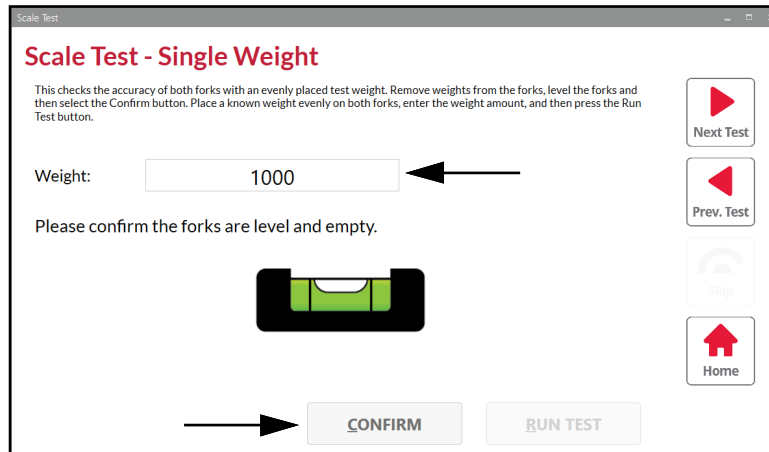 Scale Test
Scale Test - Single Weight
This checks the accuracy of both forks with an evenly placed test weight. Remove weights from the forks, level the forks and
then select the Confirm button. Place a known weight evenly on both forks, enter the weight amount, and then press the Run
Test button.
Next Test
Weight:
1000
Prev. Test
Please confirm the forks are level and empty.
Skip
Home
CONFIRM
RUN TEST